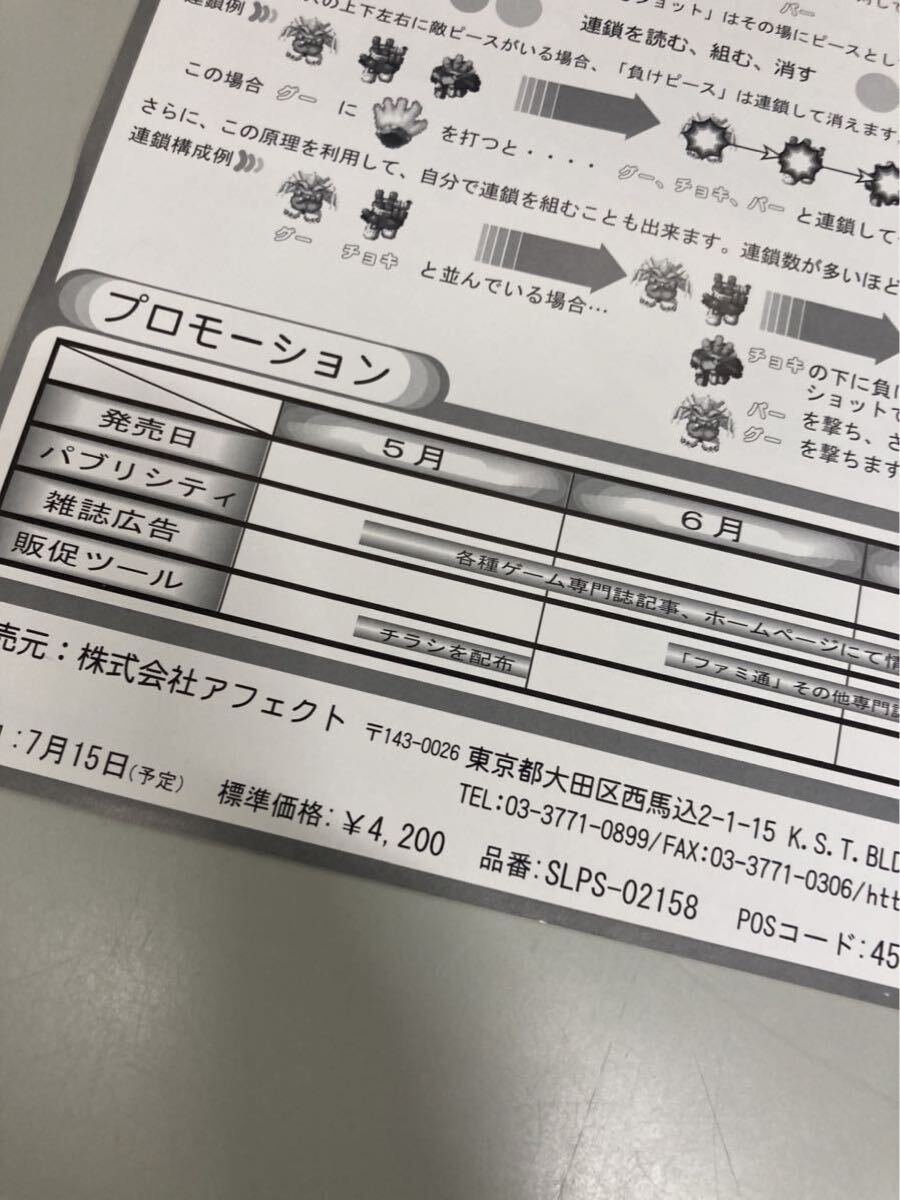 連鎖例
の上下左右に敵ピースがいる場合、「負けピース」は連鎖して消えます
ショット」はその場にピースとし
パー
連鎖を読む、組む、消す
この場合 グー に を打つと・・・・
グー、チョキ、パー と連鎖して
さらに、この原理を利用して、自分で連鎖を組むことも出来ます。連鎖数が多いほど
連鎖構成例
グー
チョキ
と並んでいる場合…
チョキ の下に負け
ショットで
パー を撃ち、さ
グー を撃ちます
プロモーション
5月
6月
発売日
パブリシティ
各種ゲーム専門誌記事、ホームページにて情
雑誌広告
「ファミ通」その他専門誌
販促ツール
チラシを配布
売元：株式会社アフェクト 〒143-0026 東京都大田区西馬込2-1-15 K.S.T.BLD
TEL:03-3771-0899/FAX:03-3771-0306/htt
:7月15日(予定) 標準価格:￥4,200 品番:SLPS-02158 POSコード:45